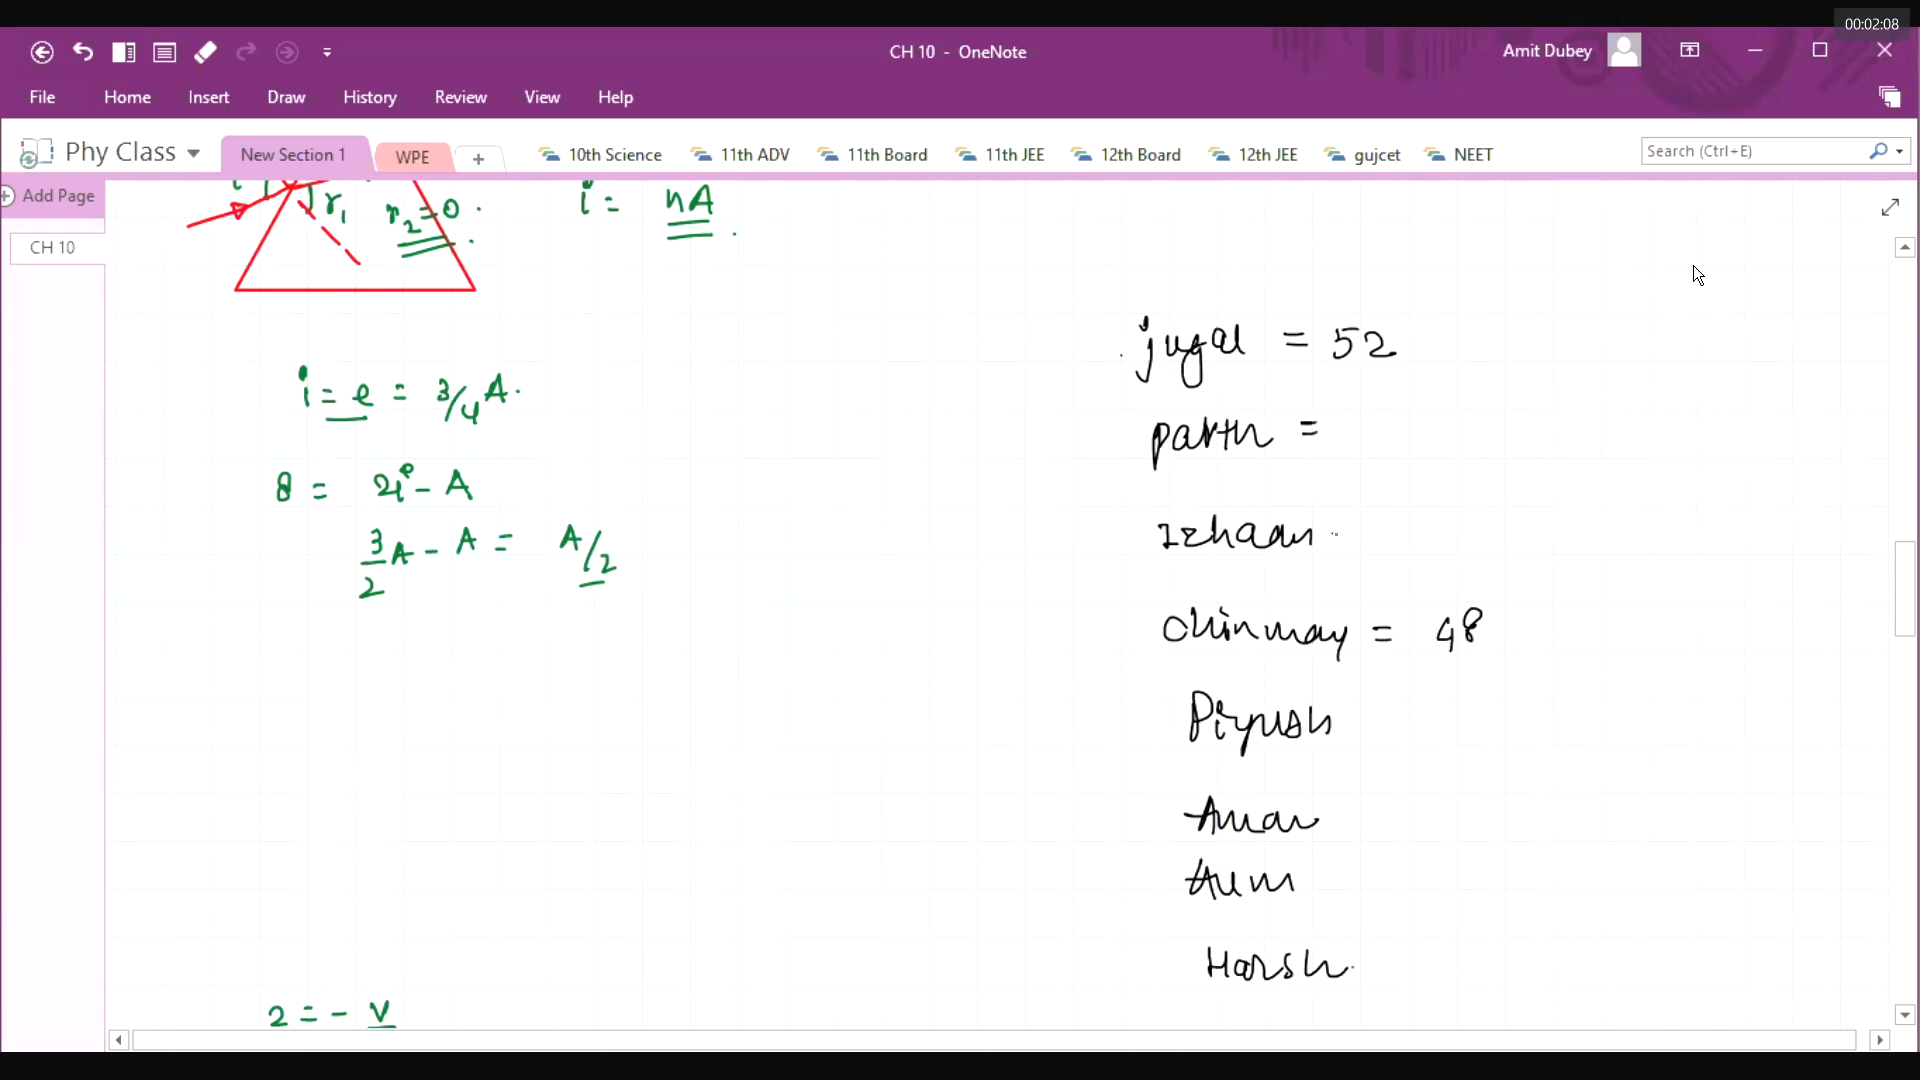 00:02:08
CH 10 - OneNote
Amit Dubey
File Home Insert Draw History Review View Help
Phy Class New Section 1 WPE + 10th Science 11th ADV 11th Board 11th JEE 12th Board 12th JEE gujcet NEET Search (Ctrl+E)
Add Page
CH 10
i r₁ r₂ = 0 .
i = nA .
i = e = 3/4 A.
δ = 2i - A
3/2 A - A = A/2
2 = - v
jugal = 52
parth =
Izhaan
chinmay = 48
Piyush
Aman
Aum
Harsh